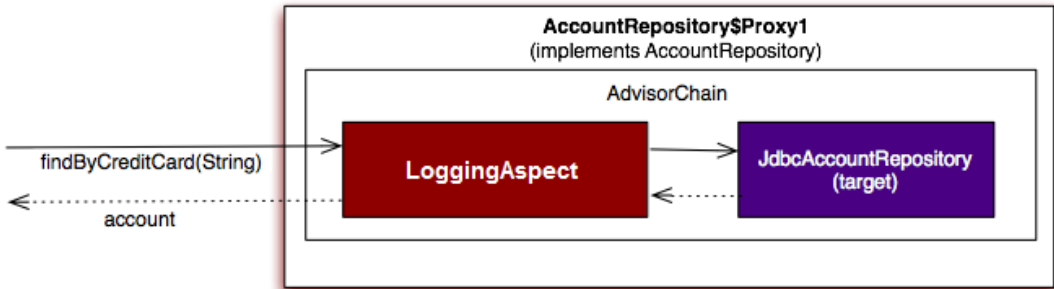 AccountRepository$Proxy1
(implements AccountRepository)
AdvisorChain
findByCreditCard(String)
LoggingAspect
JdbcAccountRepository
(target)
account